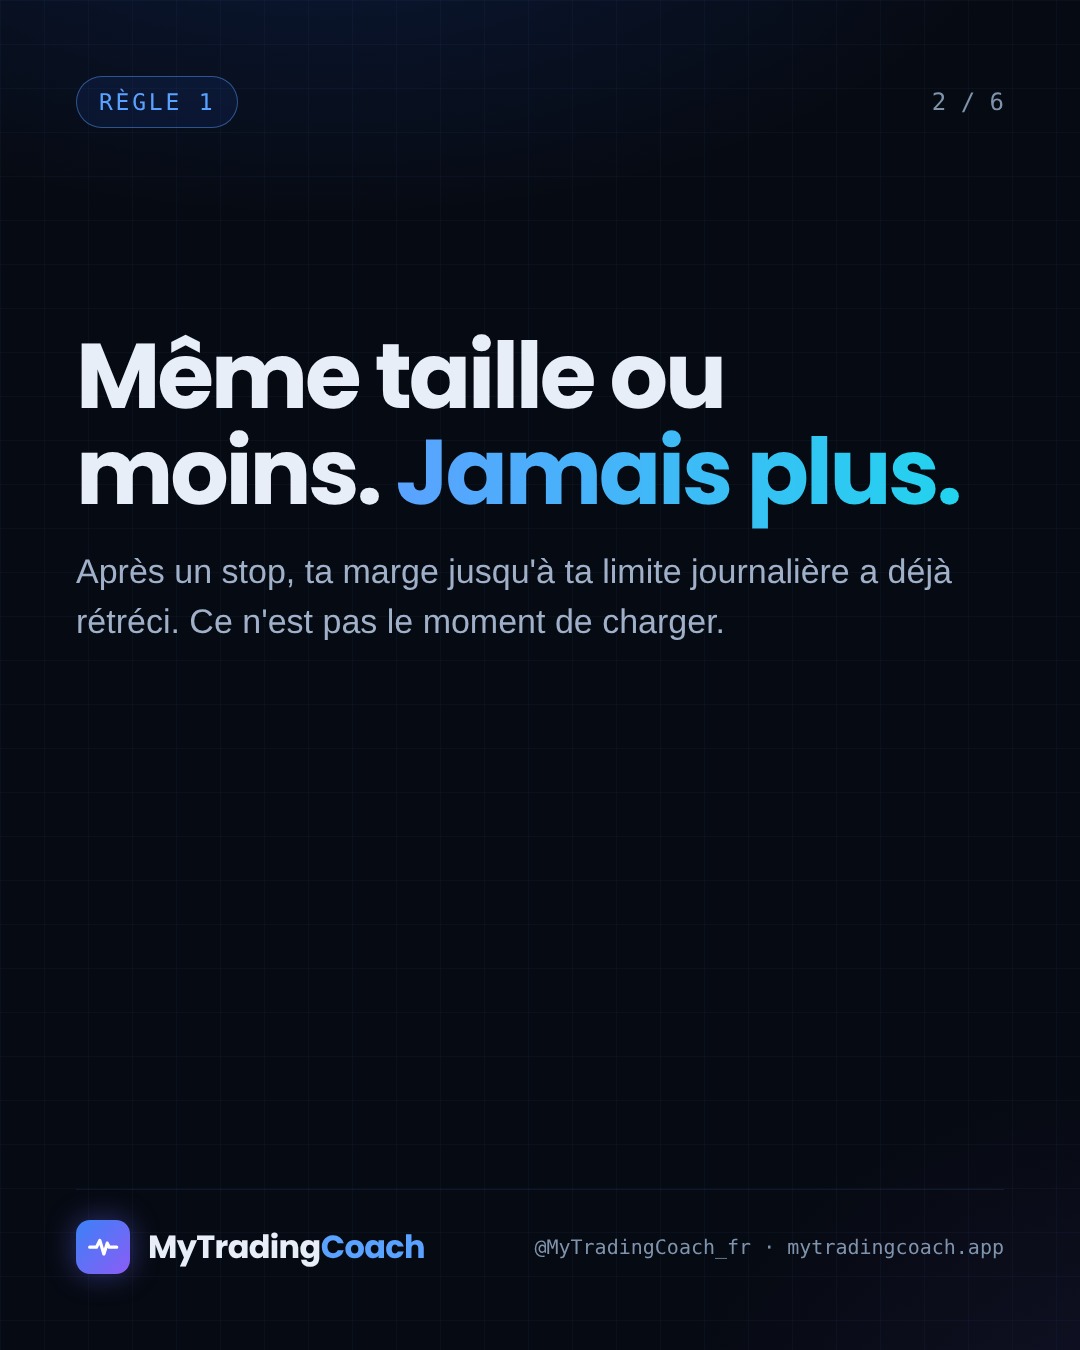 RÈGLE 1
2 / 6
Même taille ou
moins. Jamais plus.
Après un stop, ta marge jusqu'à ta limite journalière a déjà
rétréci. Ce n'est pas le moment de charger.
MyTradingCoach
@MyTradingCoach_fr · mytradingcoach.app